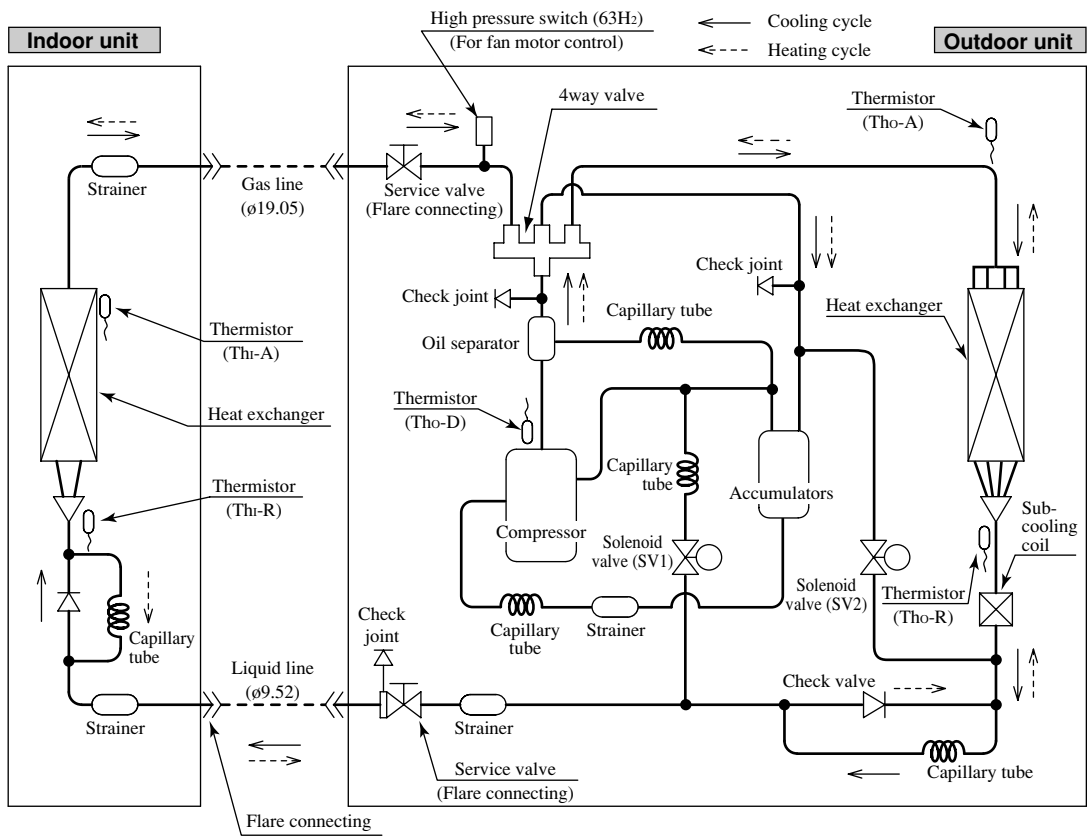 High pressure switch (63H2)
(For fan motor control)
Cooling cycle
Heating cycle
Indoor unit
Outdoor unit
4way valve
Thermistor
(THO-A)
Strainer
Gas line
(ø19.05)
Service valve
(Flare connecting)
Check joint
Check joint
Capillary tube
Heat exchanger
Oil separator
Thermistor
(THI-A)
Thermistor
(THO-D)
Heat exchanger
Capillary
tube
Accumulators
Thermistor
(THI-R)
Compressor
Sub-
cooling
coil
Solenoid
valve (SV1)
Solenoid
valve (SV2)
Thermistor
(THO-R)
Check
joint
Capillary
tube
Strainer
Capillary
tube
Liquid line
(ø9.52)
Check valve
Strainer
Strainer
Service valve
(Flare connecting)
Capillary tube
Flare connecting